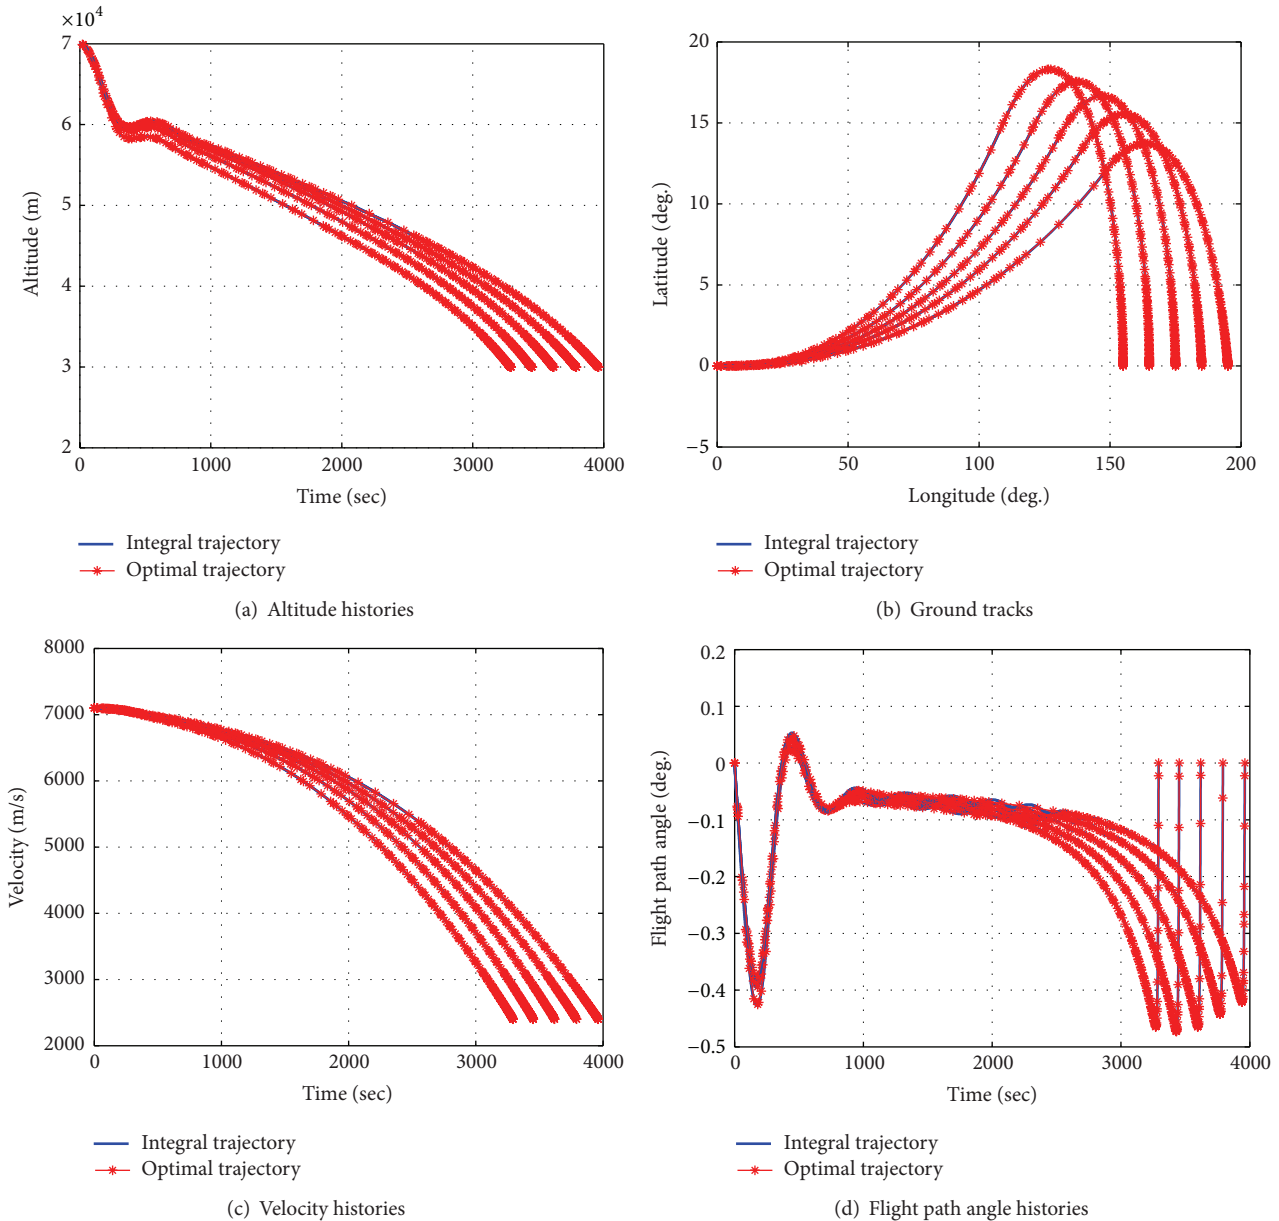 ×10⁴
7
6
5
4
3
2
Altitude (m)
0 1000 2000 3000 4000
Time (sec)
Integral trajectory
Optimal trajectory
(a) Altitude histories
20
15
10
5
0
−5
Latitude (deg.)
0 50 100 150 200
Longitude (deg.)
Integral trajectory
Optimal trajectory
(b) Ground tracks
8000
7000
6000
5000
4000
3000
2000
Velocity (m/s)
0 1000 2000 3000 4000
Time (sec)
Integral trajectory
Optimal trajectory
(c) Velocity histories
0.2
0.1
0
−0.1
−0.2
−0.3
−0.4
−0.5
Flight path angle (deg.)
0 1000 2000 3000 4000
Time (sec)
Integral trajectory
Optimal trajectory
(d) Flight path angle histories